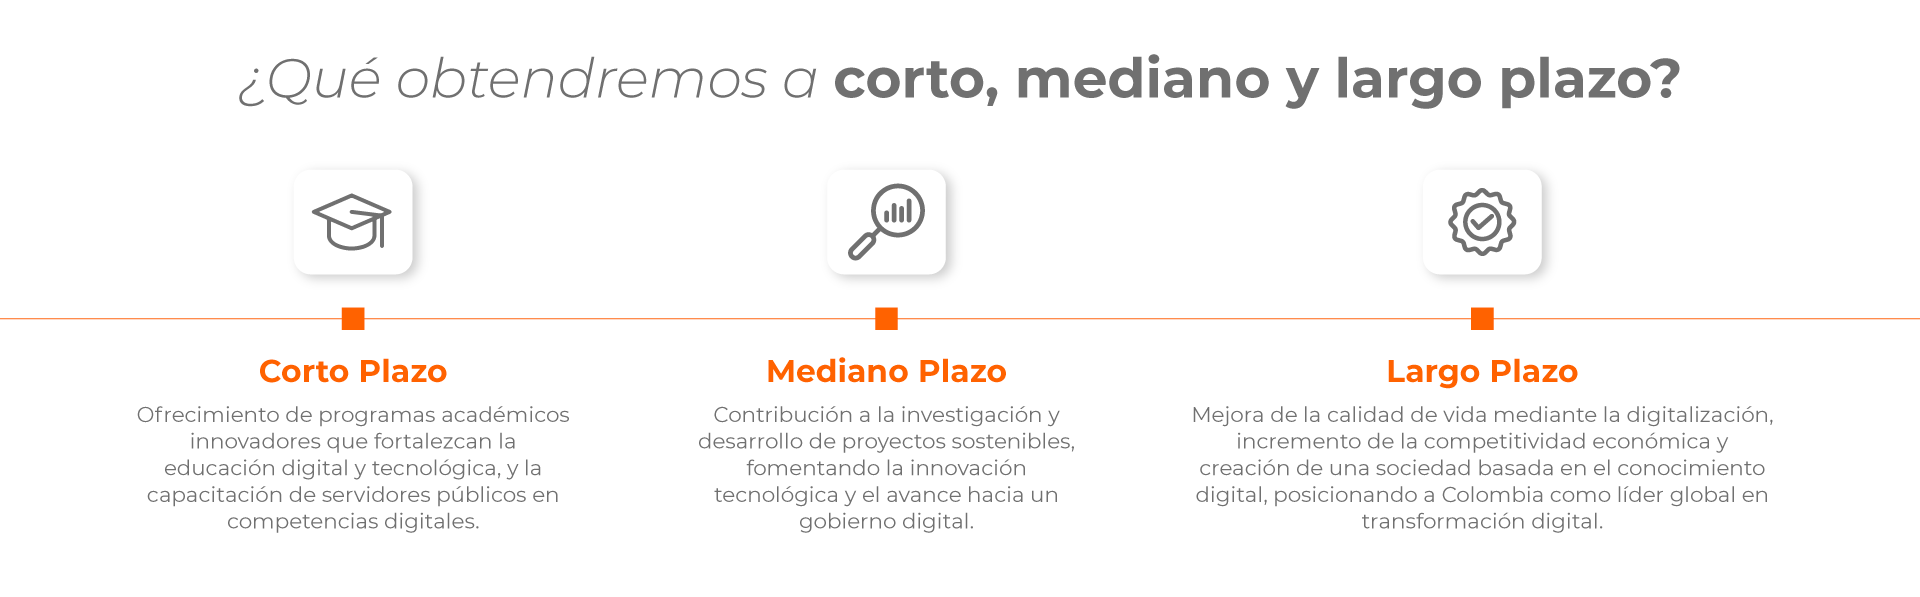 ¿Qué obtendremos a corto, mediano y largo plazo?
Corto Plazo
Ofrecimiento de programas académicos
innovadores que fortalezcan la
educación digital y tecnológica, y la
capacitación de servidores públicos en
competencias digitales.
Mediano Plazo
Contribución a la investigación y
desarrollo de proyectos sostenibles,
fomentando la innovación
tecnológica y el avance hacia un
gobierno digital.
Largo Plazo
Mejora de la calidad de vida mediante la digitalización,
incremento de la competitividad económica y
creación de una sociedad basada en el conocimiento
digital, posicionando a Colombia como líder global en
transformación digital.